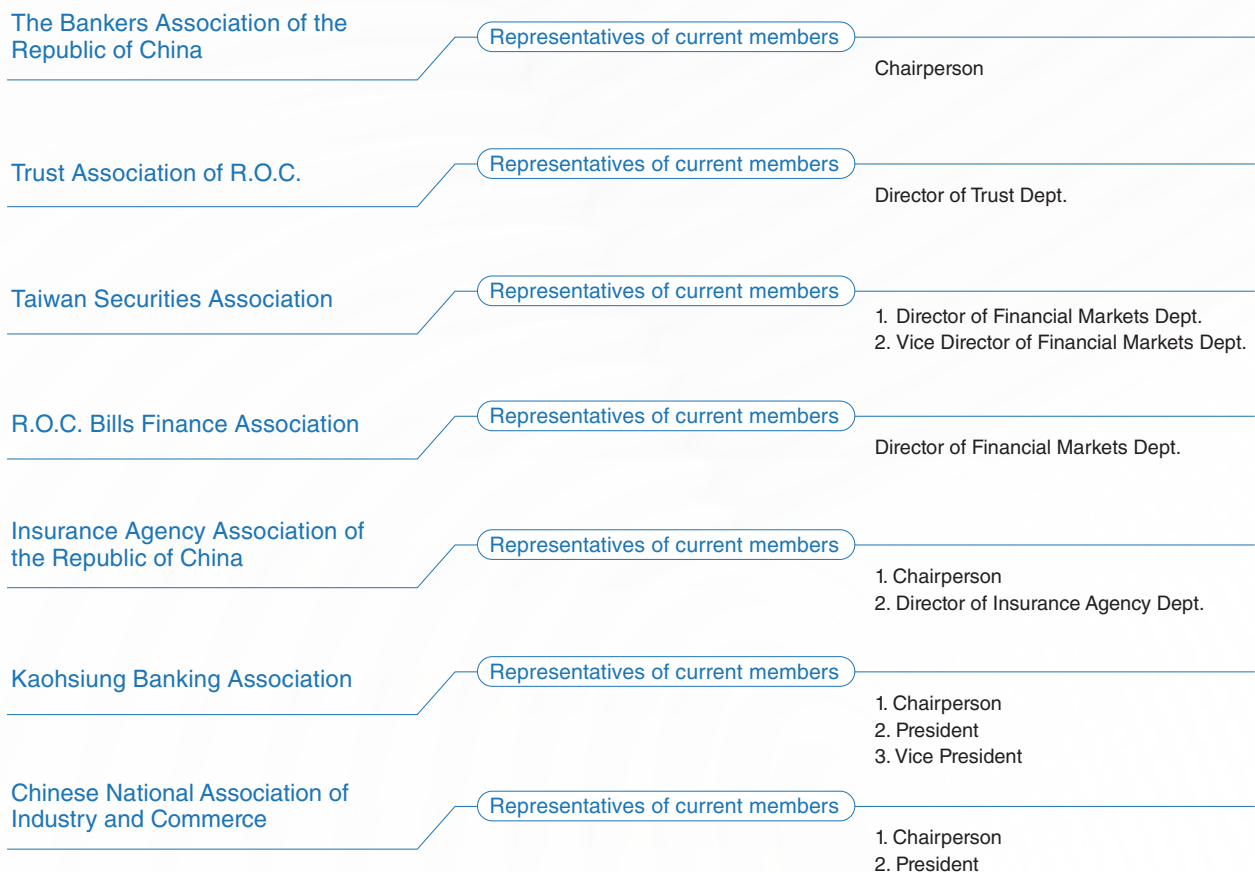 The Bankers Association of the
Republic of China
Representatives of current members
Chairperson
Trust Association of R.O.C.
Representatives of current members
Director of Trust Dept.
Taiwan Securities Association
Representatives of current members
1. Director of Financial Markets Dept.
2. Vice Director of Financial Markets Dept.
R.O.C. Bills Finance Association
Representatives of current members
Director of Financial Markets Dept.
Insurance Agency Association of
the Republic of China
Representatives of current members
1. Chairperson
2. Director of Insurance Agency Dept.
Kaohsiung Banking Association
Representatives of current members
1. Chairperson
2. President
3. Vice President
Chinese National Association of
Industry and Commerce
Representatives of current members
1. Chairperson
2. President